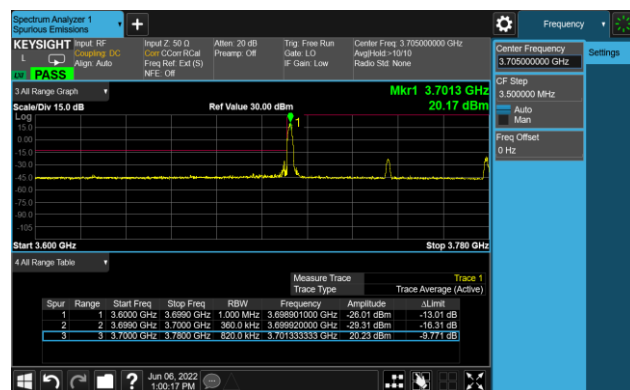 Spectrum Analyzer 1
Spurious Emissions
Frequency
KEYSIGHT
L
PASS
Input: RF
Coupling: DC
Align: Auto
Input Z: 50 Ω
Corr CCorr RCal
Freq Ref: Ext (S)
NFE: Off
Atten: 20 dB
Preamp: Off
Trig: Free Run
Gate: LO
IF Gain: Low
Center Freq: 3.705000000 GHz
Avg|Hold:>10/10
Radio Std: None
Center Frequency
3.705000000 GHz
Settings
CF Step
3.500000 MHz
Auto
Man
Freq Offset
0 Hz
3 All Range Graph
Mkr1 3.7013 GHz
Scale/Div 15.0 dB
Ref Value 30.00 dBm
20.17 dBm
Log
1
15.0
0.00
-15.0
-30.0
-45.0
-60.0
-75.0
-90.0
-105
Start 3.600 GHz
Stop 3.780 GHz
4 All Range Table
Measure Trace Trace 1
Trace Type Trace Average (Active)
Spur Range Start Freq Stop Freq RBW Frequency Amplitude ΔLimit
1 1 3.6000 GHz 3.6990 GHz 1.000 MHz 3.698901000 GHz -26.01 dBm -13.01 dB
2 2 3.6990 GHz 3.7000 GHz 360.0 kHz 3.699920000 GHz -29.31 dBm -16.31 dB
3 3 3.7000 GHz 3.7800 GHz 820.0 kHz 3.701333333 GHz 20.23 dBm -9.771 dB
Jun 06, 2022
1:00:17 PM